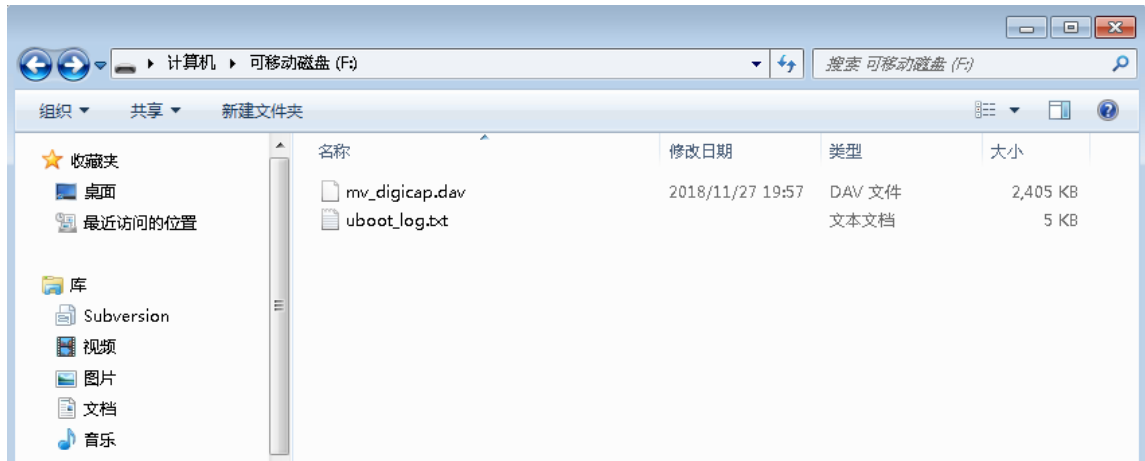 计算机 可移动磁盘 (F:)
搜索 可移动磁盘 (F:)
组织 共享 新建文件夹
名称 修改日期 类型 大小
收藏夹
桌面
最近访问的位置
库
Subversion
视频
图片
文档
音乐
mv_digicap.dav 2018/11/27 19:57 DAV 文件 2,405 KB
uboot_log.txt 文本文档 5 KB